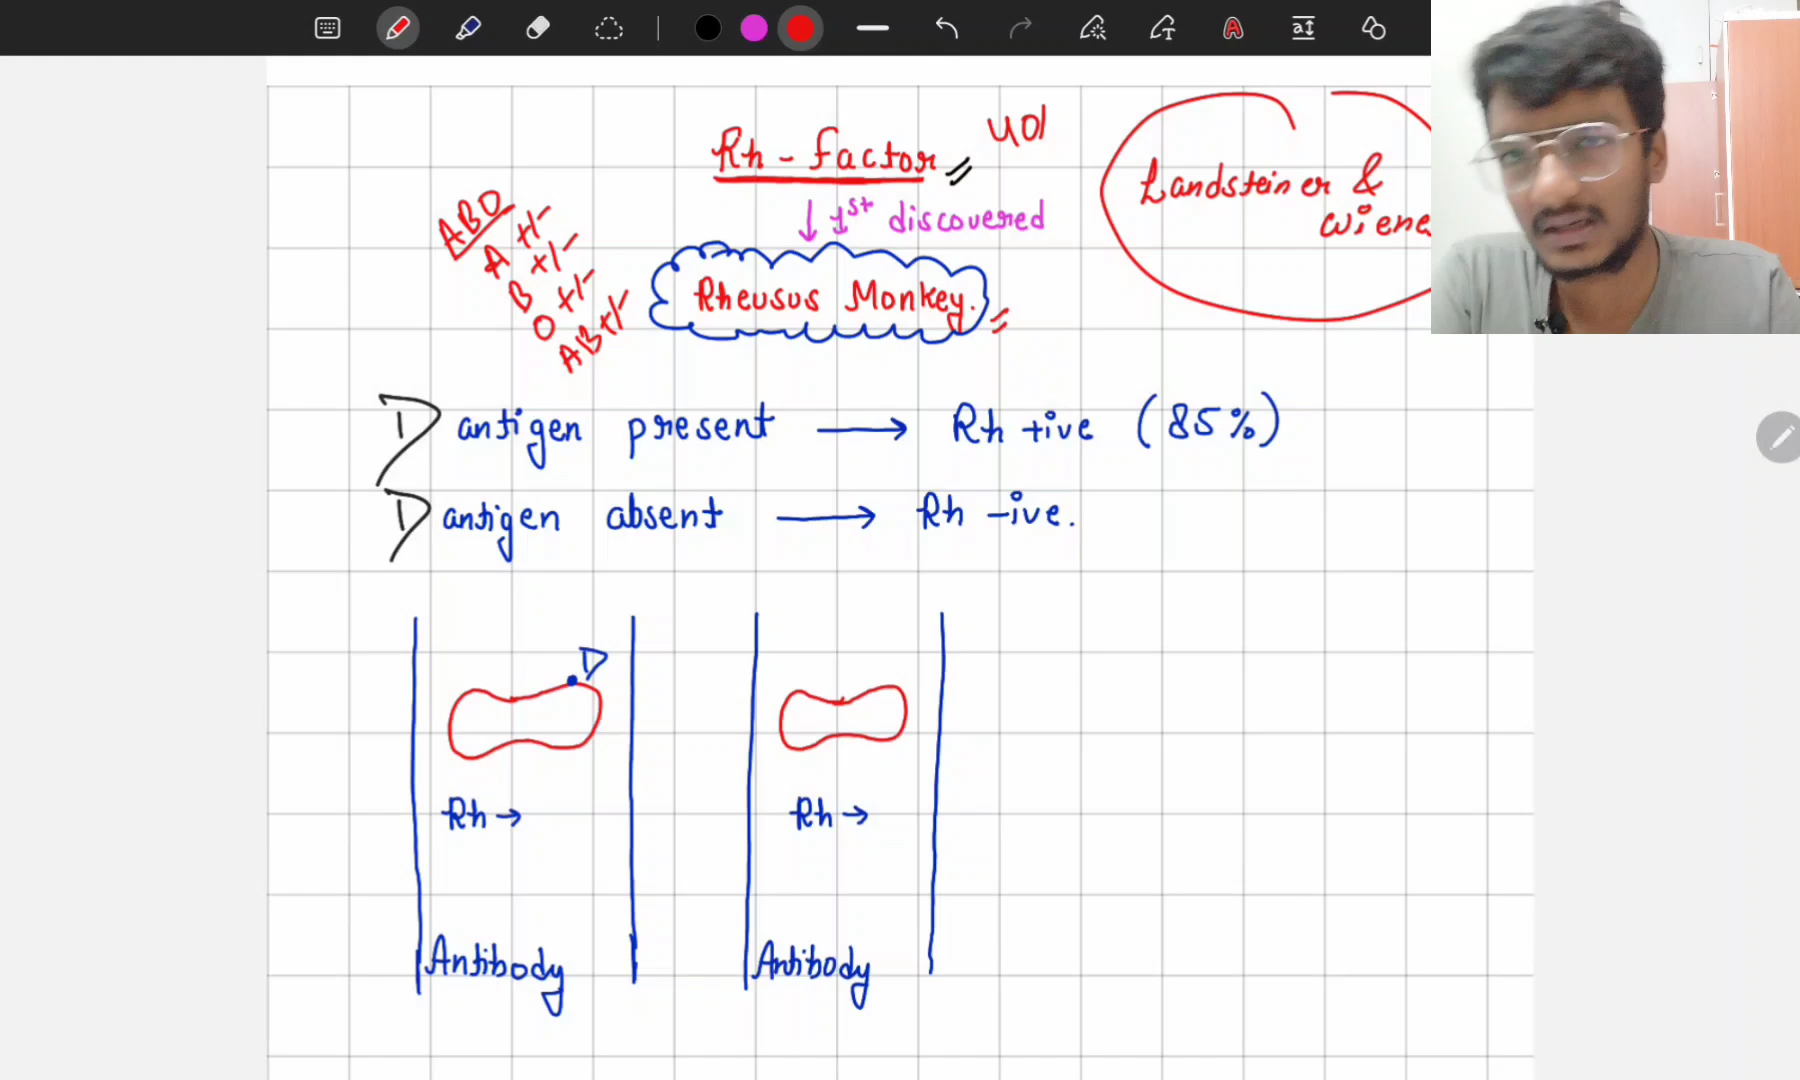 Rh - factor
401
↓ 1st discovered
Rheusus Monkey.
Landsteiner &
Wiene
ABO
A +/-
B +/-
O +/-
AB +/-
D antigen present → Rh +ive (85%)
D antigen absent → Rh -ive.
D
Rh →
Rh →
Antibody
Antibody